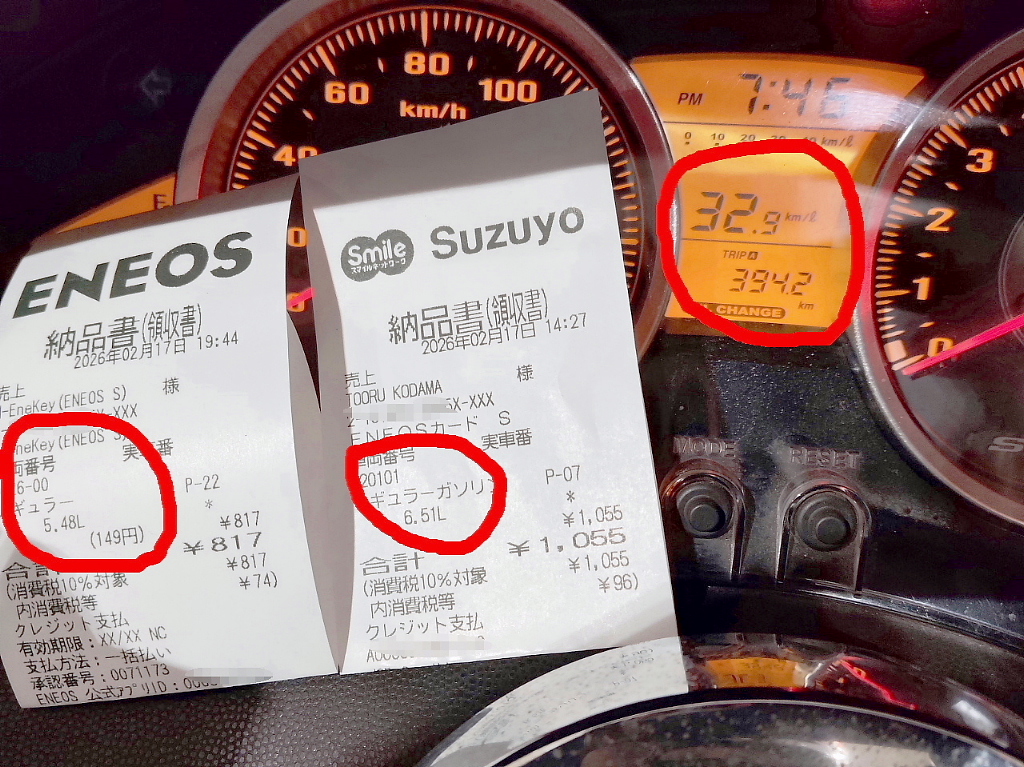 ENEOS
納品書(領収書)
2026年02月17日 19:44
売上 様
-EneKey(ENEOS S)
X-XXX
neKey(ENEOS S)
実車番
両番号
6-00
P-22
ギュラー
*
5.48L
¥817
(149円)
¥817
合計
¥817
(消費税10%対象
¥74)
内消費税等
クレジット支払
有効期限:XX/XX NC
支払方法:一括払い
承認番号:0071173
ENEOS 公式アプリID:
Smile
スマイルネットワーク
Suzuyo
納品書(領収書)
2026年02月17日 14:27
売上 様
TOORU KODAMA
X-XXX
ENEOSカード S
実車番
両番号
20101
P-07
ギュラーガソリン
*
6.51L
¥1,055
¥1,055
合計
¥1,055
(消費税10%対象
¥96)
内消費税等
クレジット支払
40
60
80
100
km/h
E
PM 7:46
0 10 20 30 40 km/ℓ
32.9 km/ℓ
TRIP A
394.2
km
CHANGE
0
1
2
3
MODE
RESET